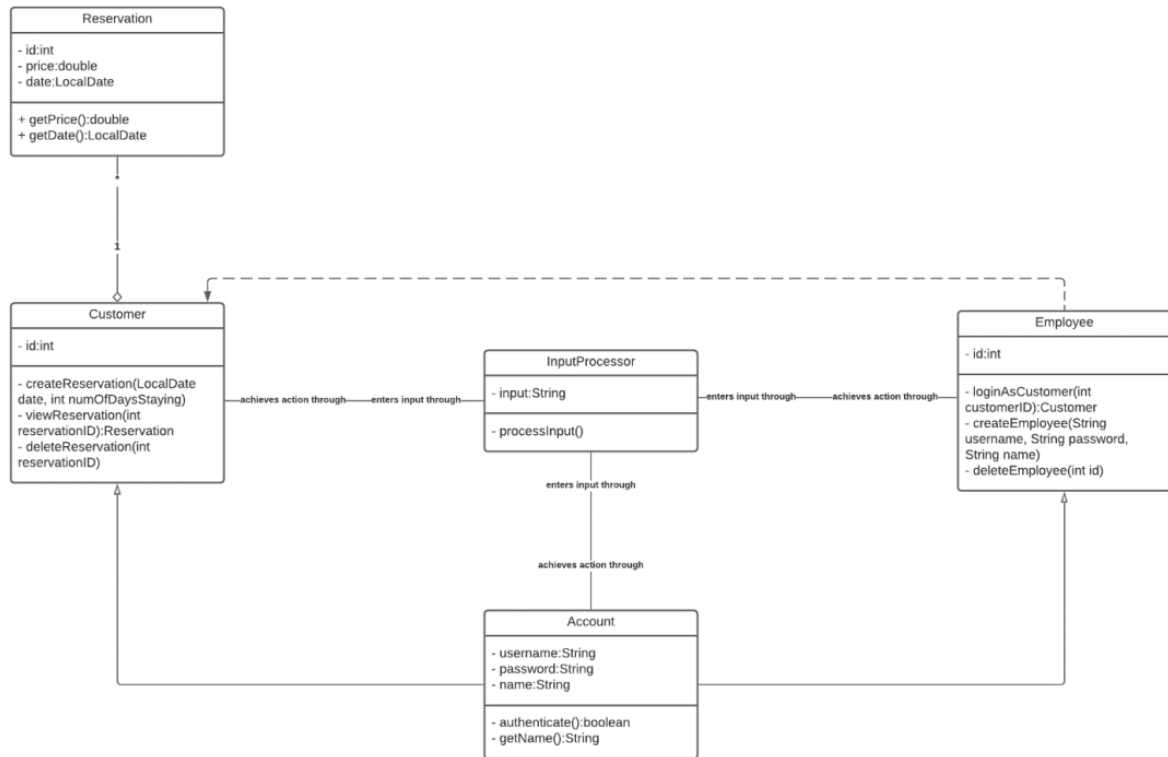 Reservation
- id:int
- price:double
- date:LocalDate
+ getPrice():double
+ getDate():LocalDate
*
1
Customer
- id:int
- createReservation(LocalDate
date, int numOfDaysStaying)
- viewReservation(int
reservationID):Reservation
- deleteReservation(int
reservationID)
achieves action through
enters input through
InputProcessor
- input:String
- processInput()
enters input through
achieves action through
Employee
- id:int
- loginAsCustomer(int
customerID):Customer
- createEmployee(String
username, String password,
String name)
- deleteEmployee(int id)
enters input through
achieves action through
Account
- username:String
- password:String
- name:String
- authenticate():boolean
- getName():String